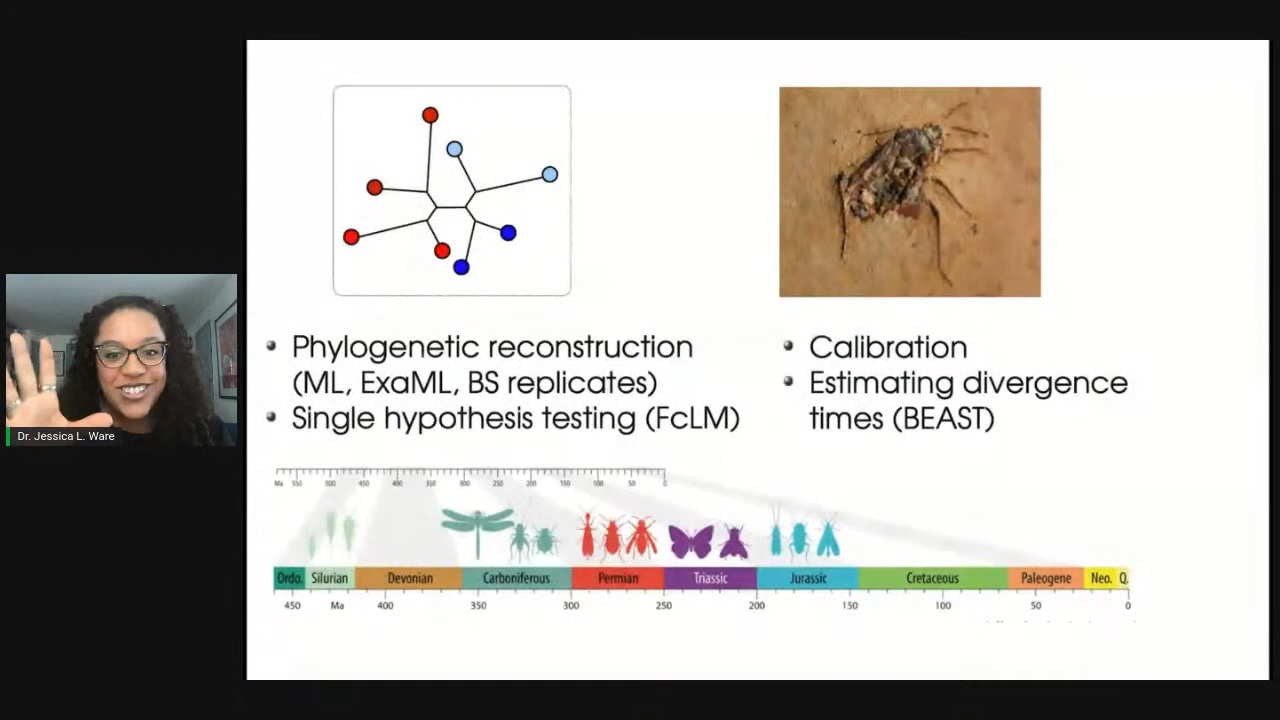 Phylogenetic reconstruction
(ML, ExaML, BS replicates)
Single hypothesis testing (FcLM)
Calibration
Estimating divergence
times (BEAST)
Dr. Jessica L. Ware
Ma 550 500 450 400 350 300 250 200 150 100 50 0
Ordo. Silurian Devonian Carboniferous Permian Triassic Jurassic Cretaceous Paleogene Neo. Q.
450 Ma 400 350 300 250 200 150 100 50 0